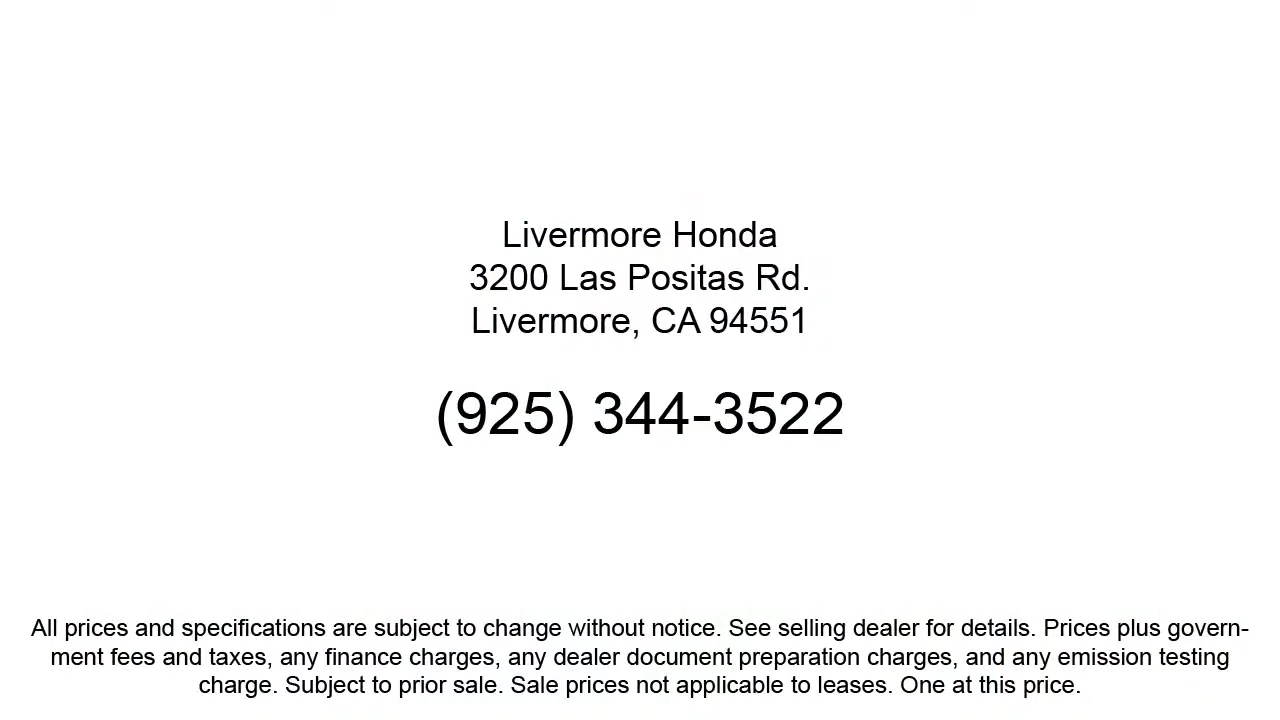 Livermore Honda
3200 Las Positas Rd.
Livermore, CA 94551
(925) 344-3522
All prices and specifications are subject to change without notice. See selling dealer for details. Prices plus govern-
ment fees and taxes, any finance charges, any dealer document preparation charges, and any emission testing
charge. Subject to prior sale. Sale prices not applicable to leases. One at this price.